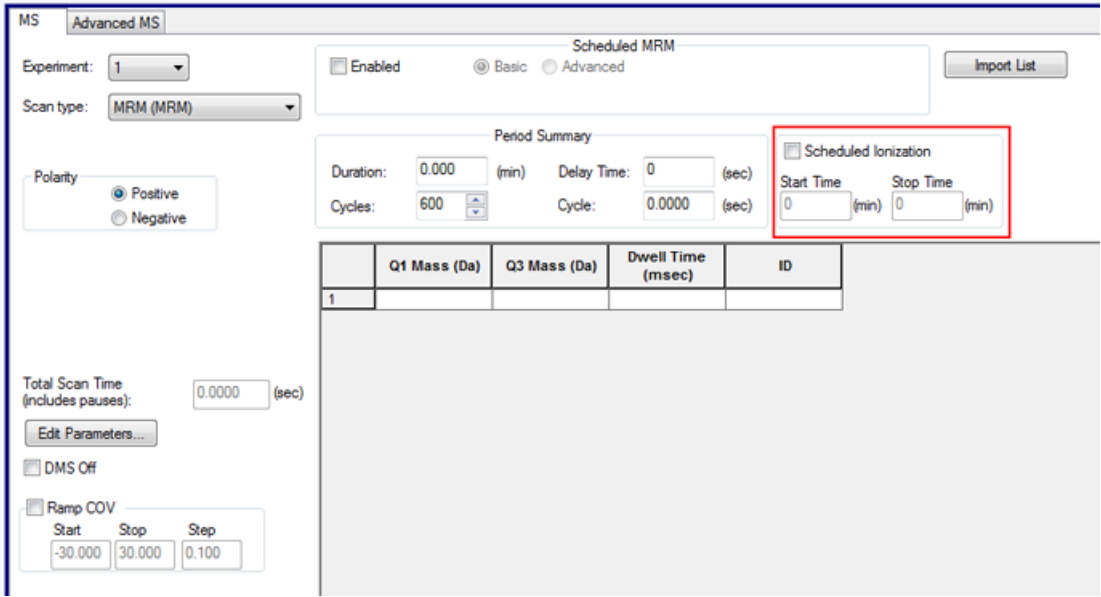 MS Advanced MS
Experiment: 1
Scan type: MRM (MRM)
Scheduled MRM
Enabled Basic Advanced
Import List
Polarity
Positive
Negative
Period Summary
Duration: 0.000 (min) Delay Time: 0 (sec)
Cycles: 600 Cycle: 0.0000 (sec)
Scheduled Ionization
Start Time Stop Time
0 (min) 0 (min)
Q1 Mass (Da) Q3 Mass (Da) Dwell Time (msec) ID
1
Total Scan Time
(includes pauses): 0.0000 (sec)
Edit Parameters...
DMS Off
Ramp COV
Start Stop Step
-30.000 30.000 0.100